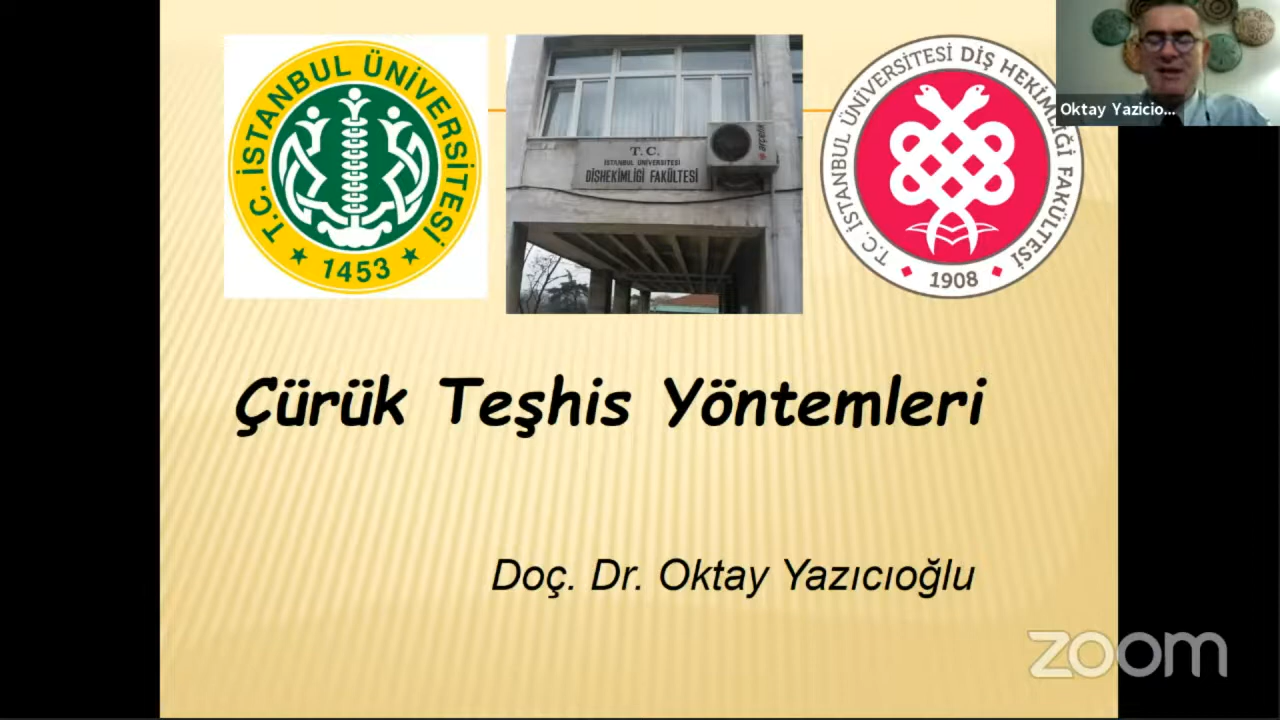 T.C. İSTANBUL ÜNİVERSİTESİ
1453
T. C.
İSTANBUL ÜNİVERSİTESİ
DİŞHEKİMLİĞİ FAKÜLTESİ
arçelik
T.C. İSTANBUL ÜNİVERSİTESİ DİŞ HEKİMLİĞİ FAKÜLTESİ
1908
Oktay Yazicio...
Çürük Teşhis Yöntemleri
Doç. Dr. Oktay Yazıcıoğlu
zoom